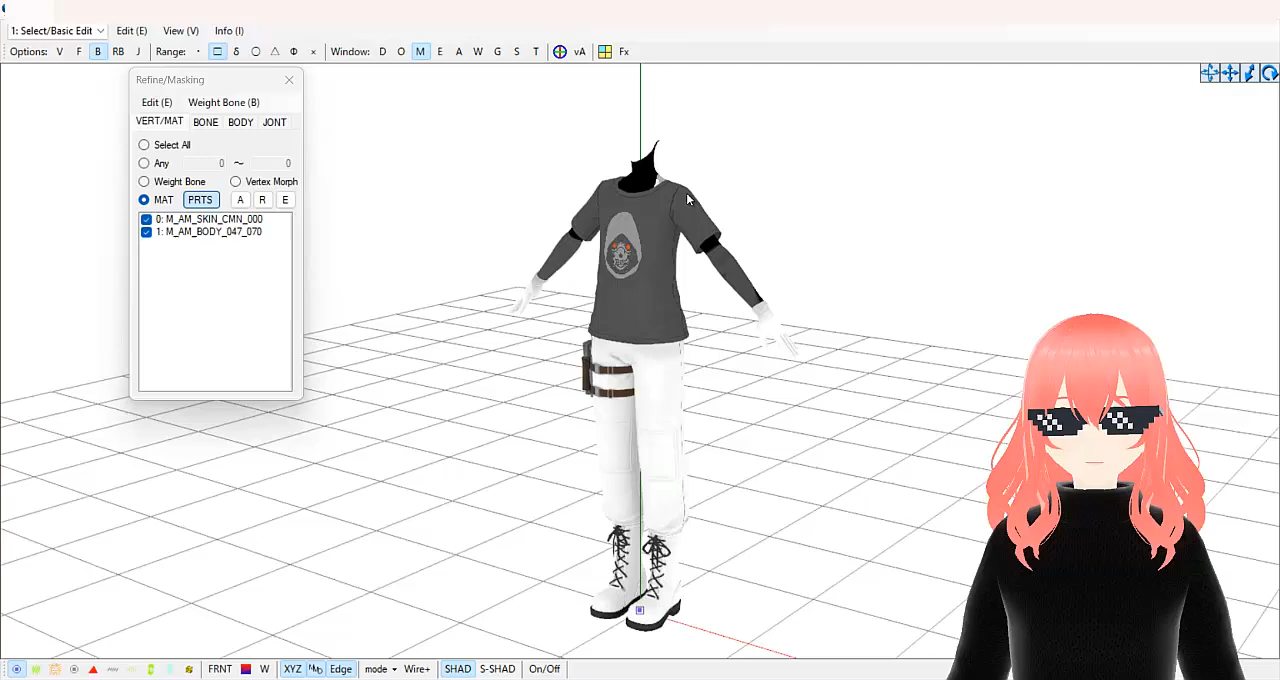 1: Select/Basic Edit Edit (E) View (V) Info (I)
Options: V F B RB J Range: · □ δ ○ △ Φ × Window: D O M E A W G S T vA Fx
Refine/Masking
Edit (E) Weight Bone (B)
VERT/MAT BONE BODY JONT
Select All
Any 0 ～ 0
Weight Bone Vertex Morph
MAT PRTS A R E
0: M_AM_SKIN_CMN_000
1: M_AM_BODY_047_070
FRNT W XYZ Edge mode Wire+ SHAD S-SHAD On/Off